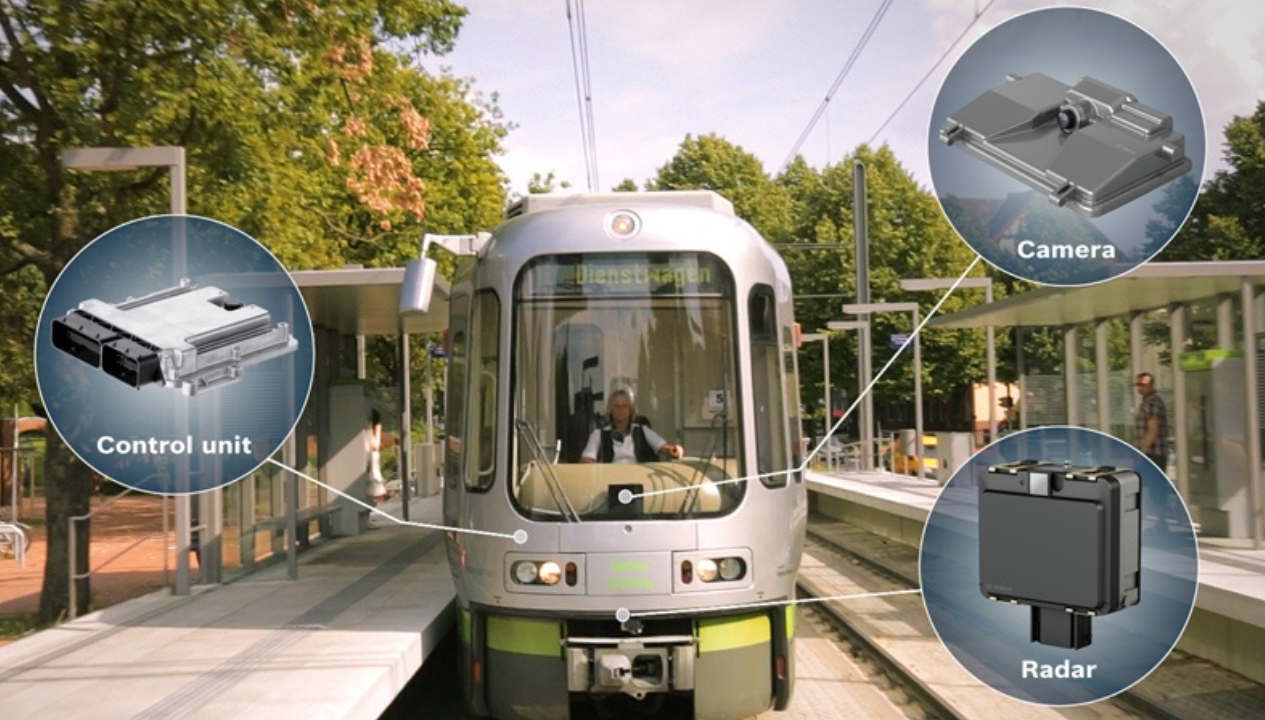 Dienstwagen
Camera
Control unit
S
Radar